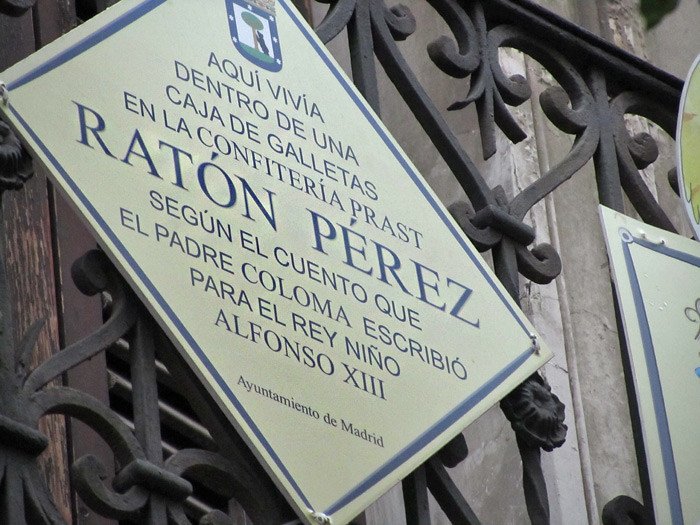 AQUÍ VIVÍA
DENTRO DE UNA
CAJA DE GALLETAS
EN LA CONFITERÍA PRAST
RATÓN PÉREZ
SEGÚN EL CUENTO QUE
EL PADRE COLOMA ESCRIBIÓ
PARA EL REY NIÑO
ALFONSO XIII
Ayuntamiento de Madrid